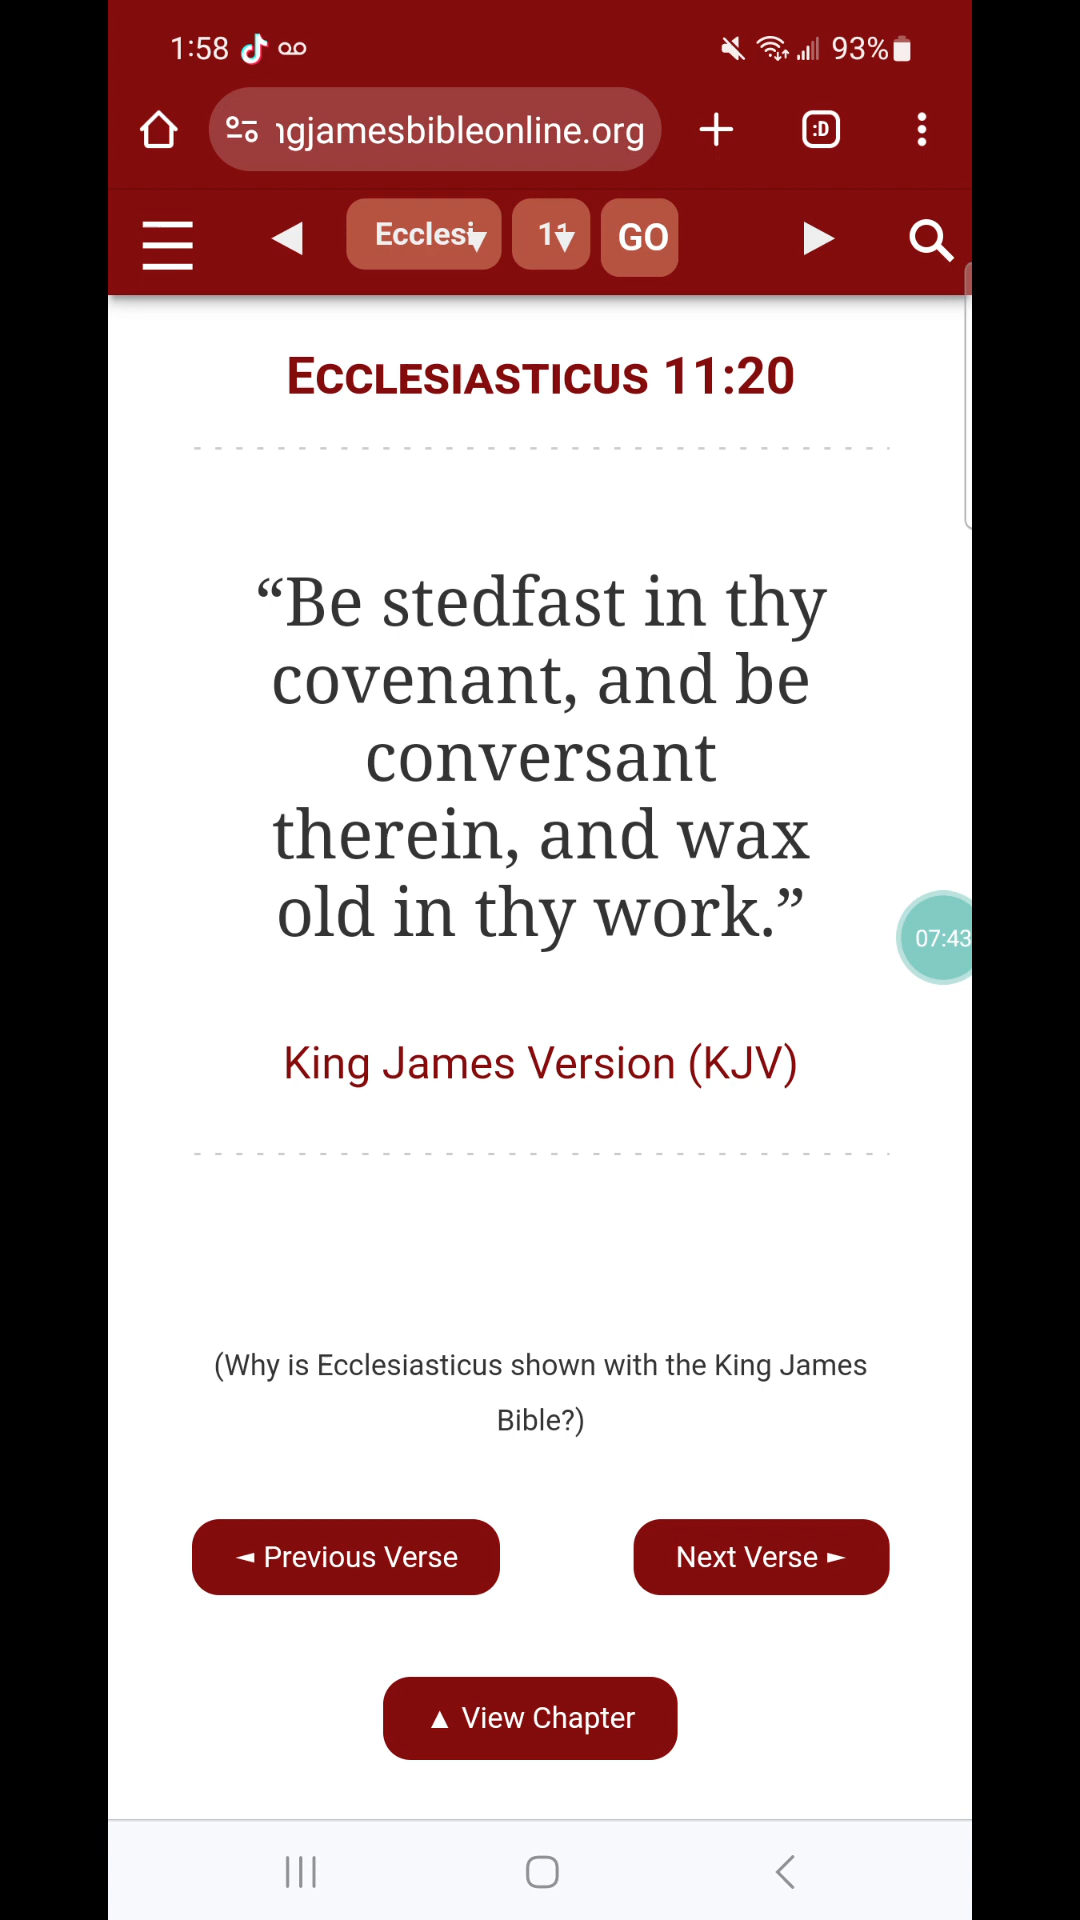 1:58 93%
ngjamesbibleonline.org :D
Ecclesi 11 GO
ECCLESIASTICUS 11:20
“Be stedfast in thy
covenant, and be
conversant
therein, and wax
old in thy work.”
07:43
King James Version (KJV)
(Why is Ecclesiasticus shown with the King James
Bible?)
◄ Previous Verse Next Verse ►
▲ View Chapter